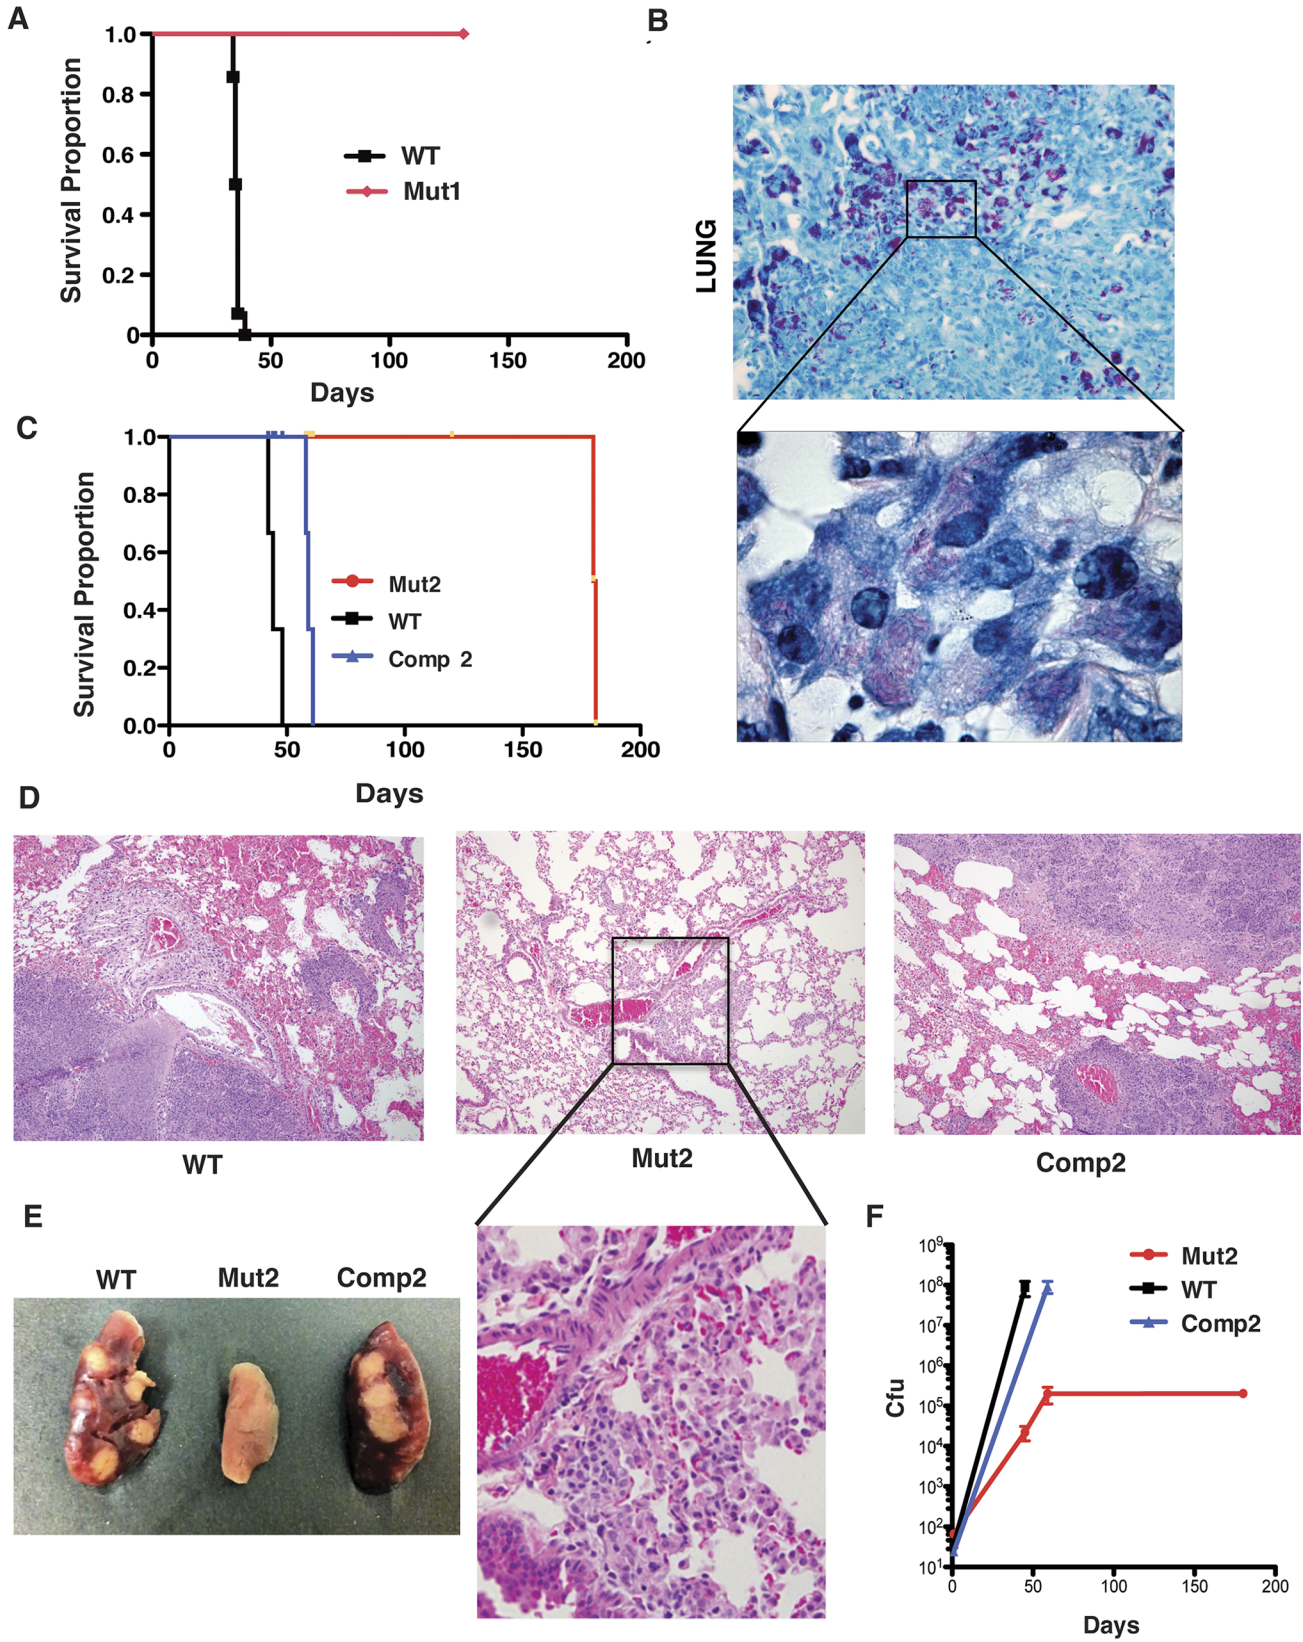 A
Survival Proportion
1.0
0.8
0.6
0.4
0.2
0
0 50 100 150 200
Days
WT
Mut1
B
LUNG
C
Survival Proportion
1.0
0.8
0.6
0.4
0.2
0.0
0 50 100 150 200
Days
Mut2
WT
Comp 2
D
WT
Mut2
Comp2
E
WT Mut2 Comp2
F
Cfu
10⁹
10⁸
10⁷
10⁶
10⁵
10⁴
10³
10²
10¹
0 50 100 150 200
Days
Mut2
WT
Comp2